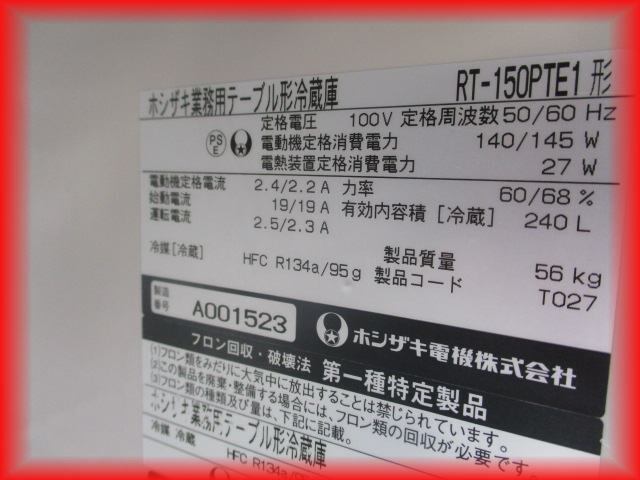 ホシザキ業務用テーブル形冷蔵庫 RT-150PTE1 形
定格電圧 100V 定格周波数 50/60 Hz
PS E 電動機定格消費電力 140/145 W
電熱装置定格消費電力 27 W
電動機定格電流 2.4/2.2 A 力率 60/68 %
始動電流 19/19 A 有効内容積 [冷蔵] 240 L
運転電流 2.5/2.3 A
冷媒 [冷蔵] HFC R134a/95g 製品質量 56 kg
製品コード T027
製造番号 A001523 ホシザキ電機株式会社
フロン回収・破壊法 第一種特定製品
(1)フロン類をみだりに大気中に放出することは禁じられています。
(2)この製品を廃棄・整備する場合には、フロン類の回収が必要です。
(3)フロン類の種類及び量は、下記に記載。
ホシザキ業務用テーブル形冷蔵庫
冷媒 冷蔵 HFC R134a/